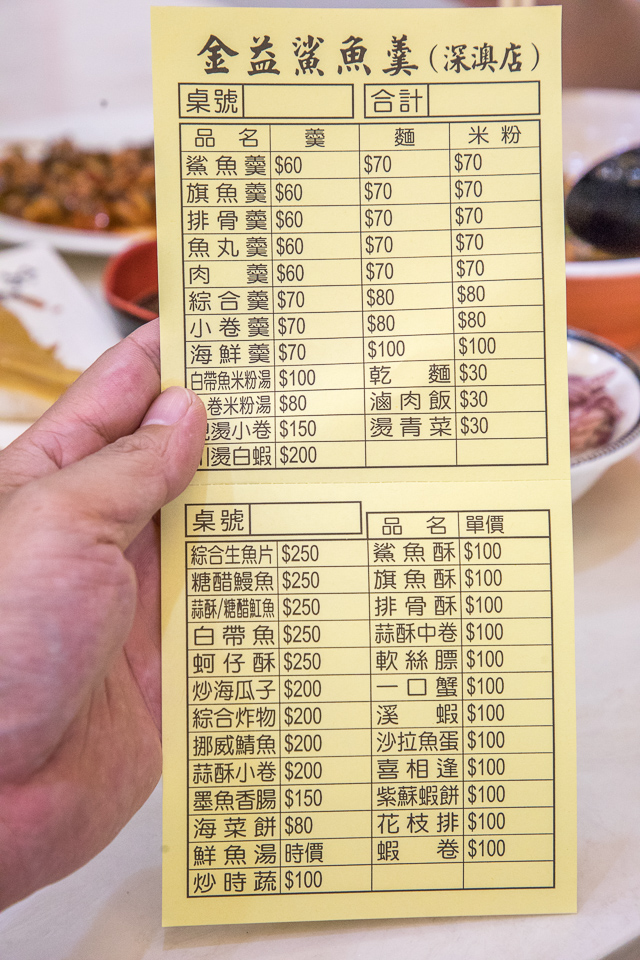 金益鯊魚羹(深澳店)
桌號 合計
品名 羹 麵 米粉
鯊魚羹 $60 $70 $70
旗魚羹 $60 $70 $70
排骨羹 $60 $70 $70
魚丸羹 $60 $70 $70
肉羹 $60 $70 $70
綜合羹 $70 $80 $80
小卷羹 $70 $80 $80
海鮮羹 $70 $100 $100
白帶魚米粉湯 $100 乾麵 $30
卷米粉湯 $80 滷肉飯 $30
燙小卷 $150 燙青菜 $30
燙白蝦 $200
桌號
品名 單價
綜合生魚片 $250 鯊魚酥 $100
糖醋鰻魚 $250 旗魚酥 $100
蒜酥/糖醋魟魚 $250 排骨酥 $100
白帶魚 $250 蒜酥中卷 $100
蚵仔酥 $250 軟絲膘 $100
炒海瓜子 $200 一口蟹 $100
綜合炸物 $200 溪蝦 $100
挪威鯖魚 $200 沙拉魚蛋 $100
蒜酥小卷 $200 喜相逢 $100
墨魚香腸 $150 紫蘇蝦餅 $100
海菜餅 $80 花枝排 $100
鮮魚湯 時價 蝦卷 $100
炒時蔬 $100